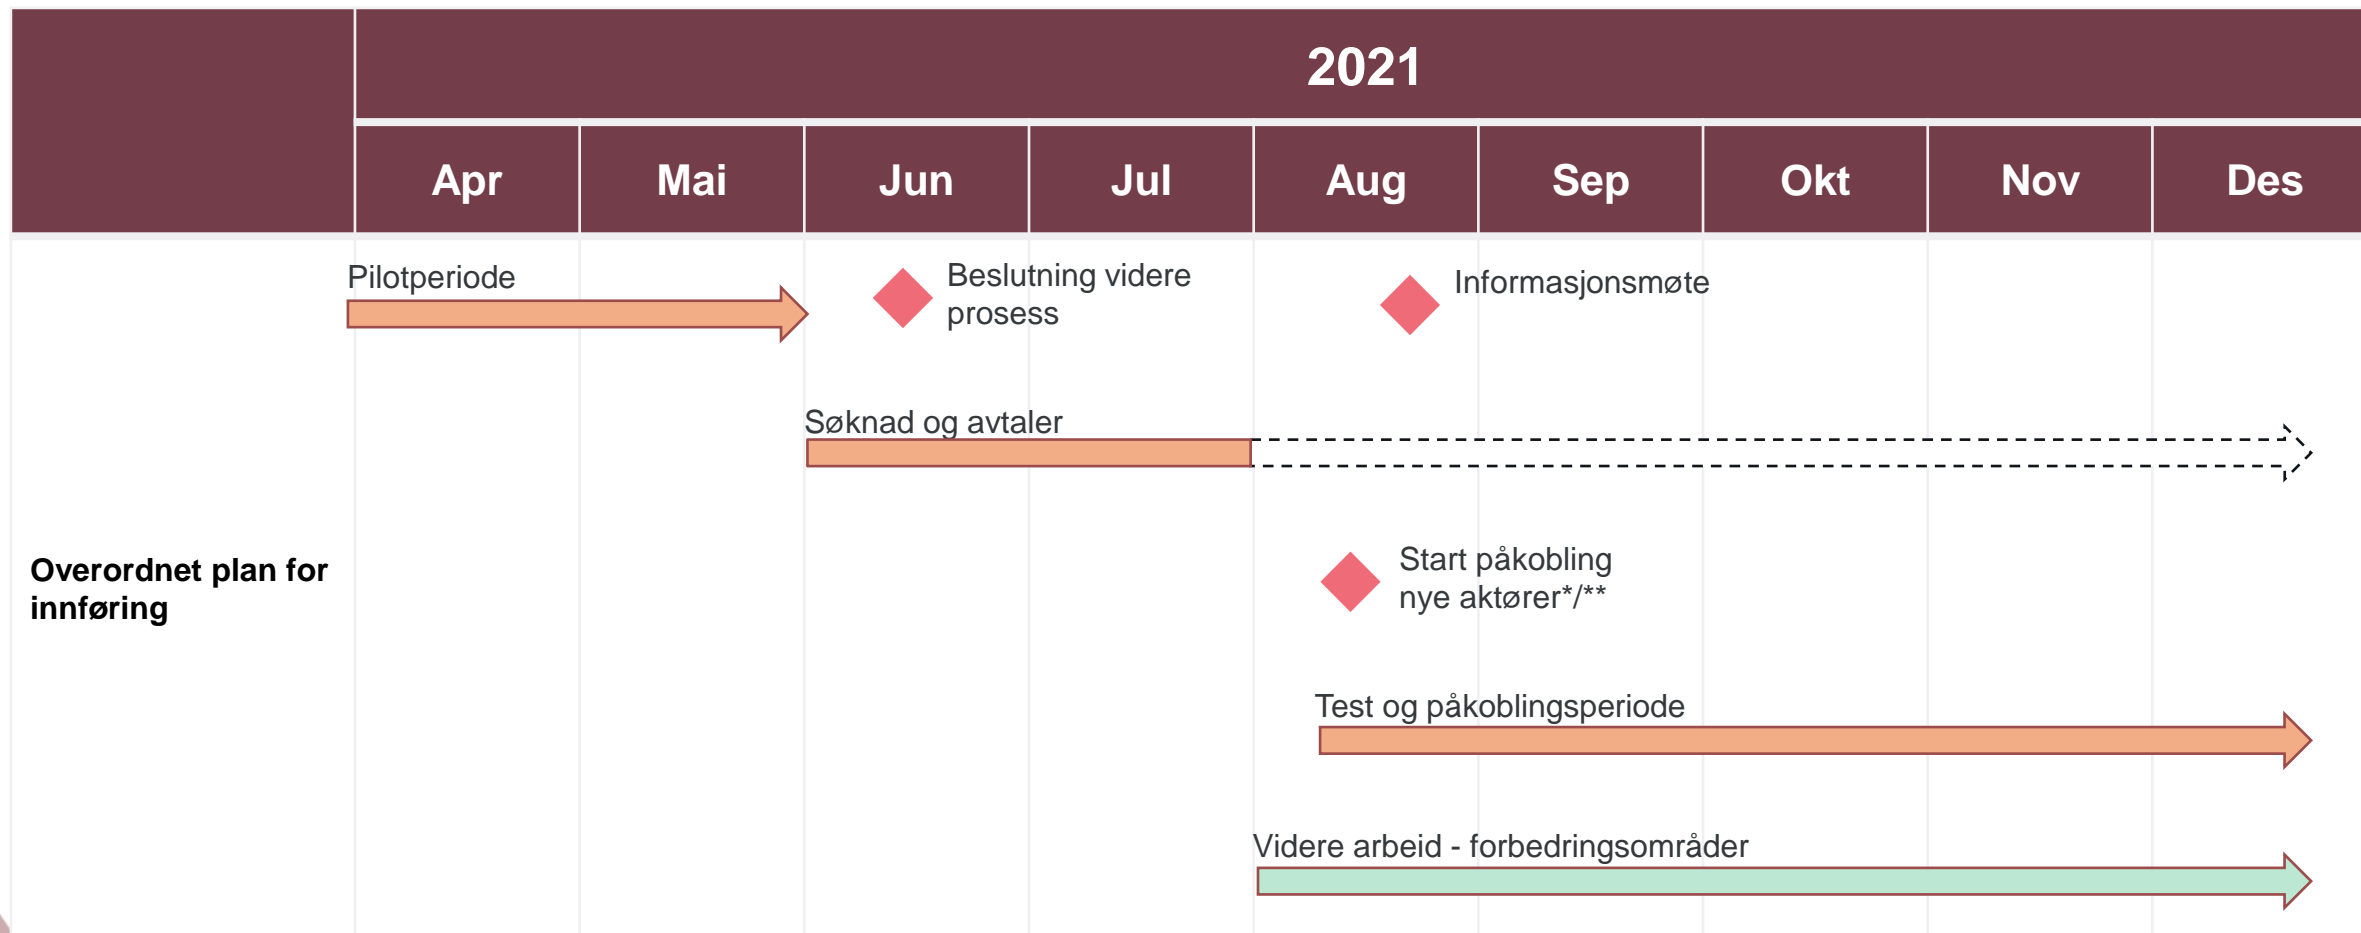 2021
Apr Mai Jun Jul Aug Sep Okt Nov Des
Pilotperiode
Beslutning videre
prosess
Informasjonsmøte
Søknad og avtaler
Overordnet plan for
innføring
Start påkobling
nye aktører*/**
Test og påkoblingsperiode
Videre arbeid - forbedringsområder